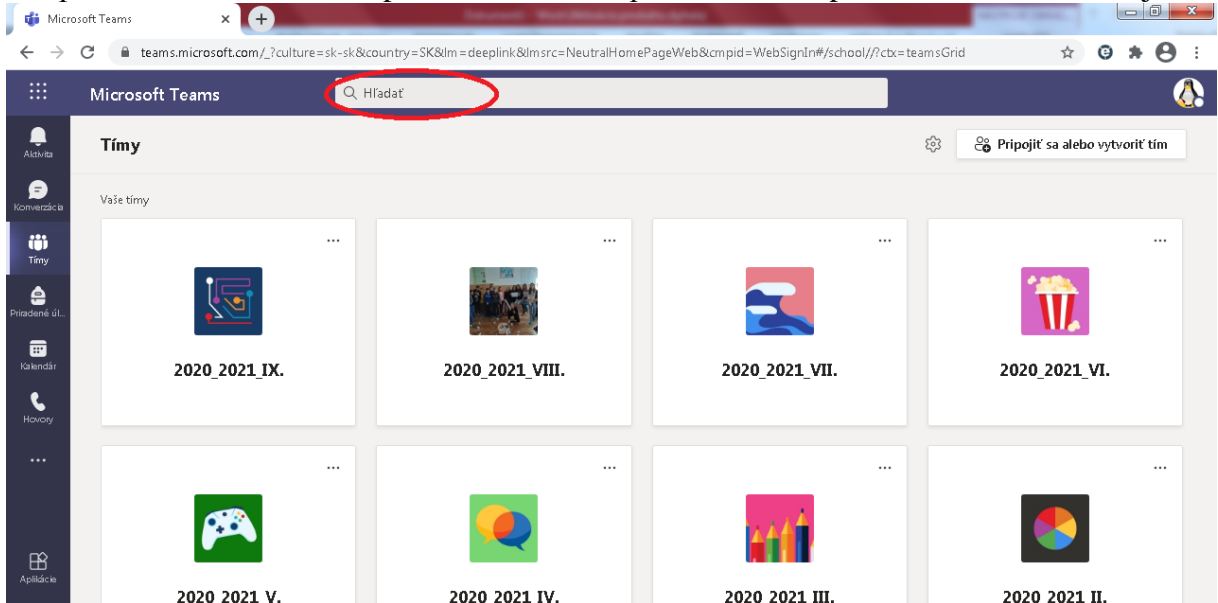 Microsoft Teams
teams.microsoft.com/_?culture=sk-sk&country=SK&lm=deeplink&lmsrc=NeutralHomePageWeb&cmpid=WebSignIn#/school//?ctx=teamsGrid
Microsoft Teams
Hľadať
Aktivita
Tímy
Pripojiť sa alebo vytvoriť tím
Konverzácia
Vaše tímy
Tímy
Priradené úl...
Kalendár
Hovory
2020_2021_IX.
2020_2021_VIII.
2020_2021_VII.
2020_2021_VI.
Aplikácie
2020_2021_V.
2020_2021_IV.
2020_2021_III.
2020_2021_II.